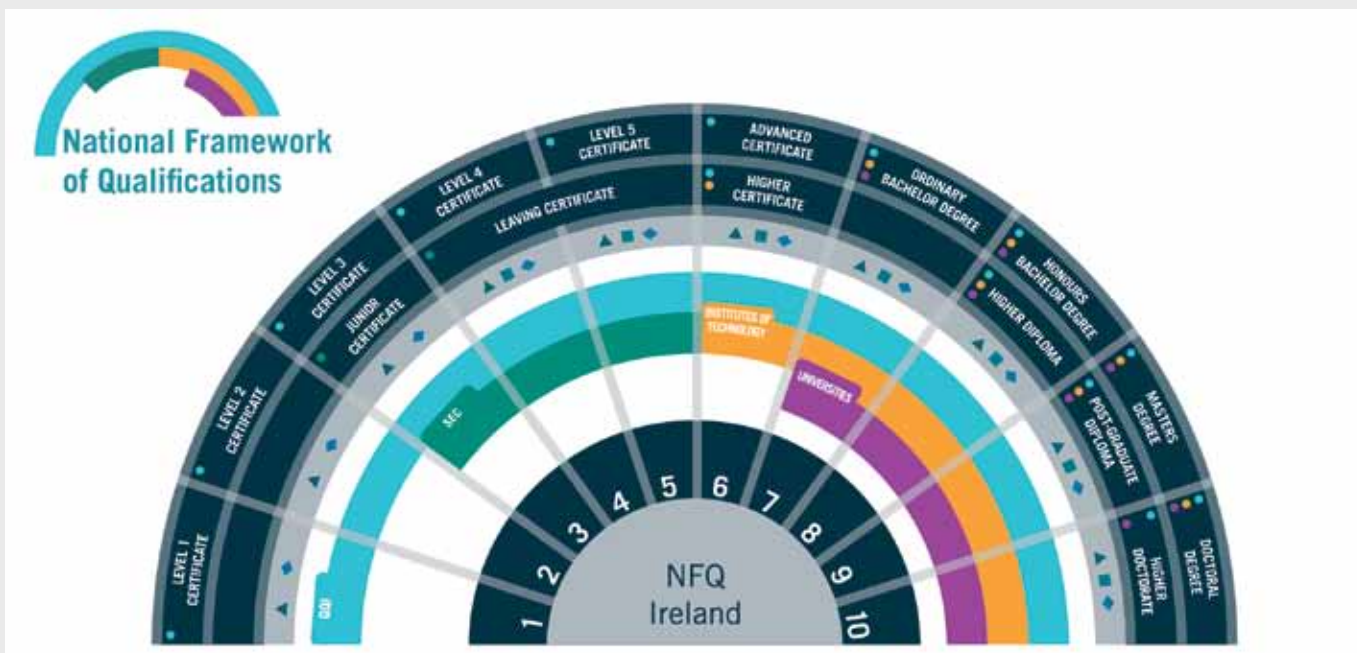 National Framework
of Qualifications
LEVEL 1
CERTIFICATE
LEVEL 2
CERTIFICATE
LEVEL 3
CERTIFICATE
JUNIOR
CERTIFICATE
LEVEL 4
CERTIFICATE
LEAVING CERTIFICATE
LEVEL 5
CERTIFICATE
ADVANCED
CERTIFICATE
HIGHER
CERTIFICATE
ORDINARY
BACHELOR DEGREE
HONOURS
BACHELOR DEGREE
HIGHER DIPLOMA
MASTERS
DEGREE
POST-GRADUATE
DIPLOMA
DOCTORAL
DEGREE
HIGHER
DOCTORATE
QQI
SEC
INSTITUTES OF
TECHNOLOGY
UNIVERSITIES
1
2
3
4
5
6
7
8
9
10
NFQ
Ireland